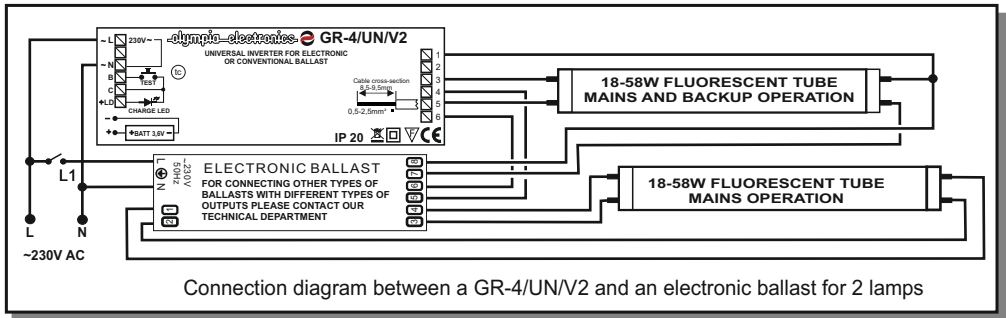 ~ L
230V ~
olympia electronics GR-4/UN/V2
UNIVERSAL INVERTER FOR ELECTRONIC
OR CONVENTIONAL BALLAST
~ N
B
TEST
tc
C
+LD
CHARGE LED
Cable cross-section
8,5-9,5mm
0,5-2,5mm²
-
+
+BATT 3,6V -
IP 20
F
CE
1
2
3
4
5
6
18-58W FLUORESCENT TUBE
MAINS AND BACKUP OPERATION
L1
L
N
~230V
50Hz
ELECTRONIC BALLAST
FOR CONNECTING OTHER TYPES OF
BALLASTS WITH DIFFERENT TYPES OF
OUTPUTS PLEASE CONTACT OUR
TECHNICAL DEPARTMENT
1
2
8
7
6
5
4
3
18-58W FLUORESCENT TUBE
MAINS OPERATION
L
N
~230V AC
Connection diagram between a GR-4/UN/V2 and an electronic ballast for 2 lamps